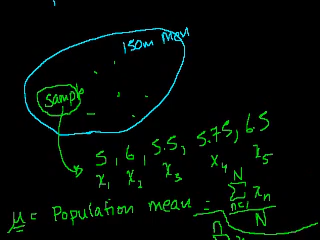 150m men
sample
5, 6, 5.5, 5.75, 6.5
x₁ x₂ x₃ x₄ x₅
μ = Population mean = N Σ n=1 xₙ / N
n Σ